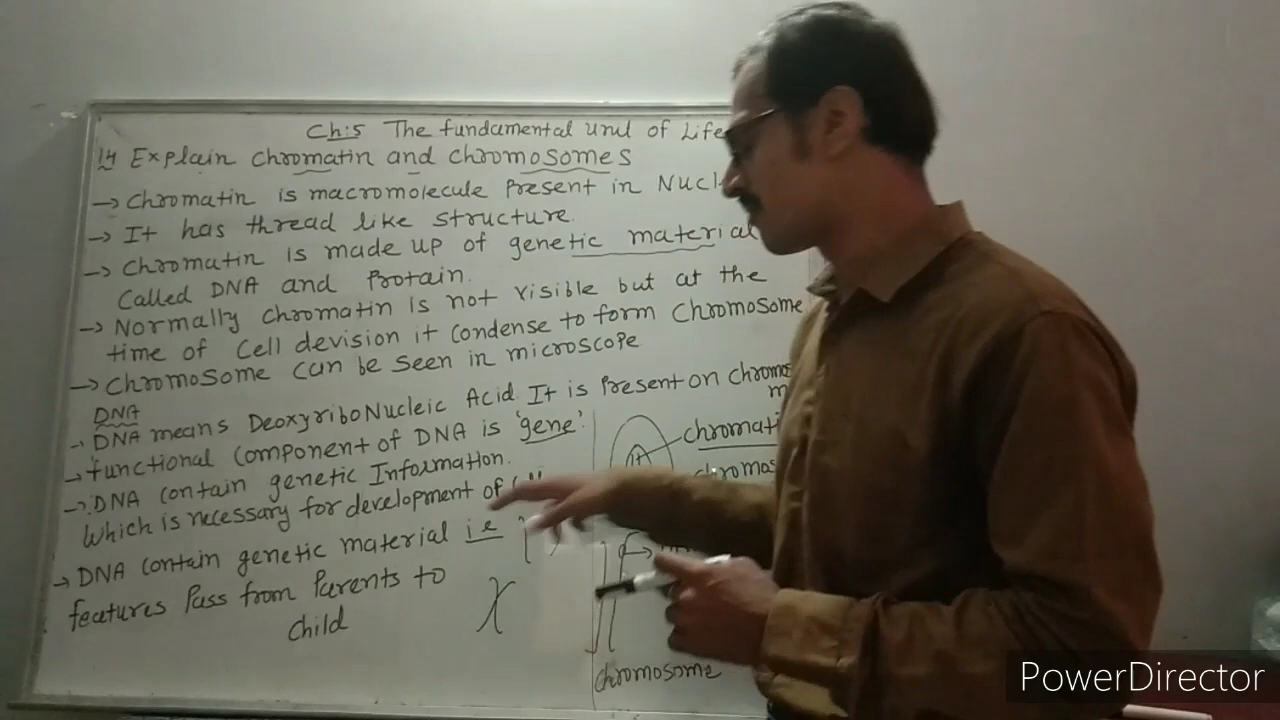 Ch:5 The fundamental unit of Life
14 Explain chromatin and chromosomes
→ Chromatin is macromolecule Present in Nucl
→ It has thread like structure.
→ Chromatin is made up of genetic material
Called DNA and Protain.
→ Normally chromatin is not visible but at the
time of Cell devision it Condense to form Chromosome
→ Chromosome can be seen in microscope
DNA
→ DNA means DeoxyriboNucleic Acid. It is Present on Chromos
→ functional Component of DNA is 'gene'.
→ DNA contain genetic Information.
which is necessary for development of
→ DNA contain genetic material i.e
features Pass from Parents to
child
chromati
chromos
Chromosome
PowerDirector